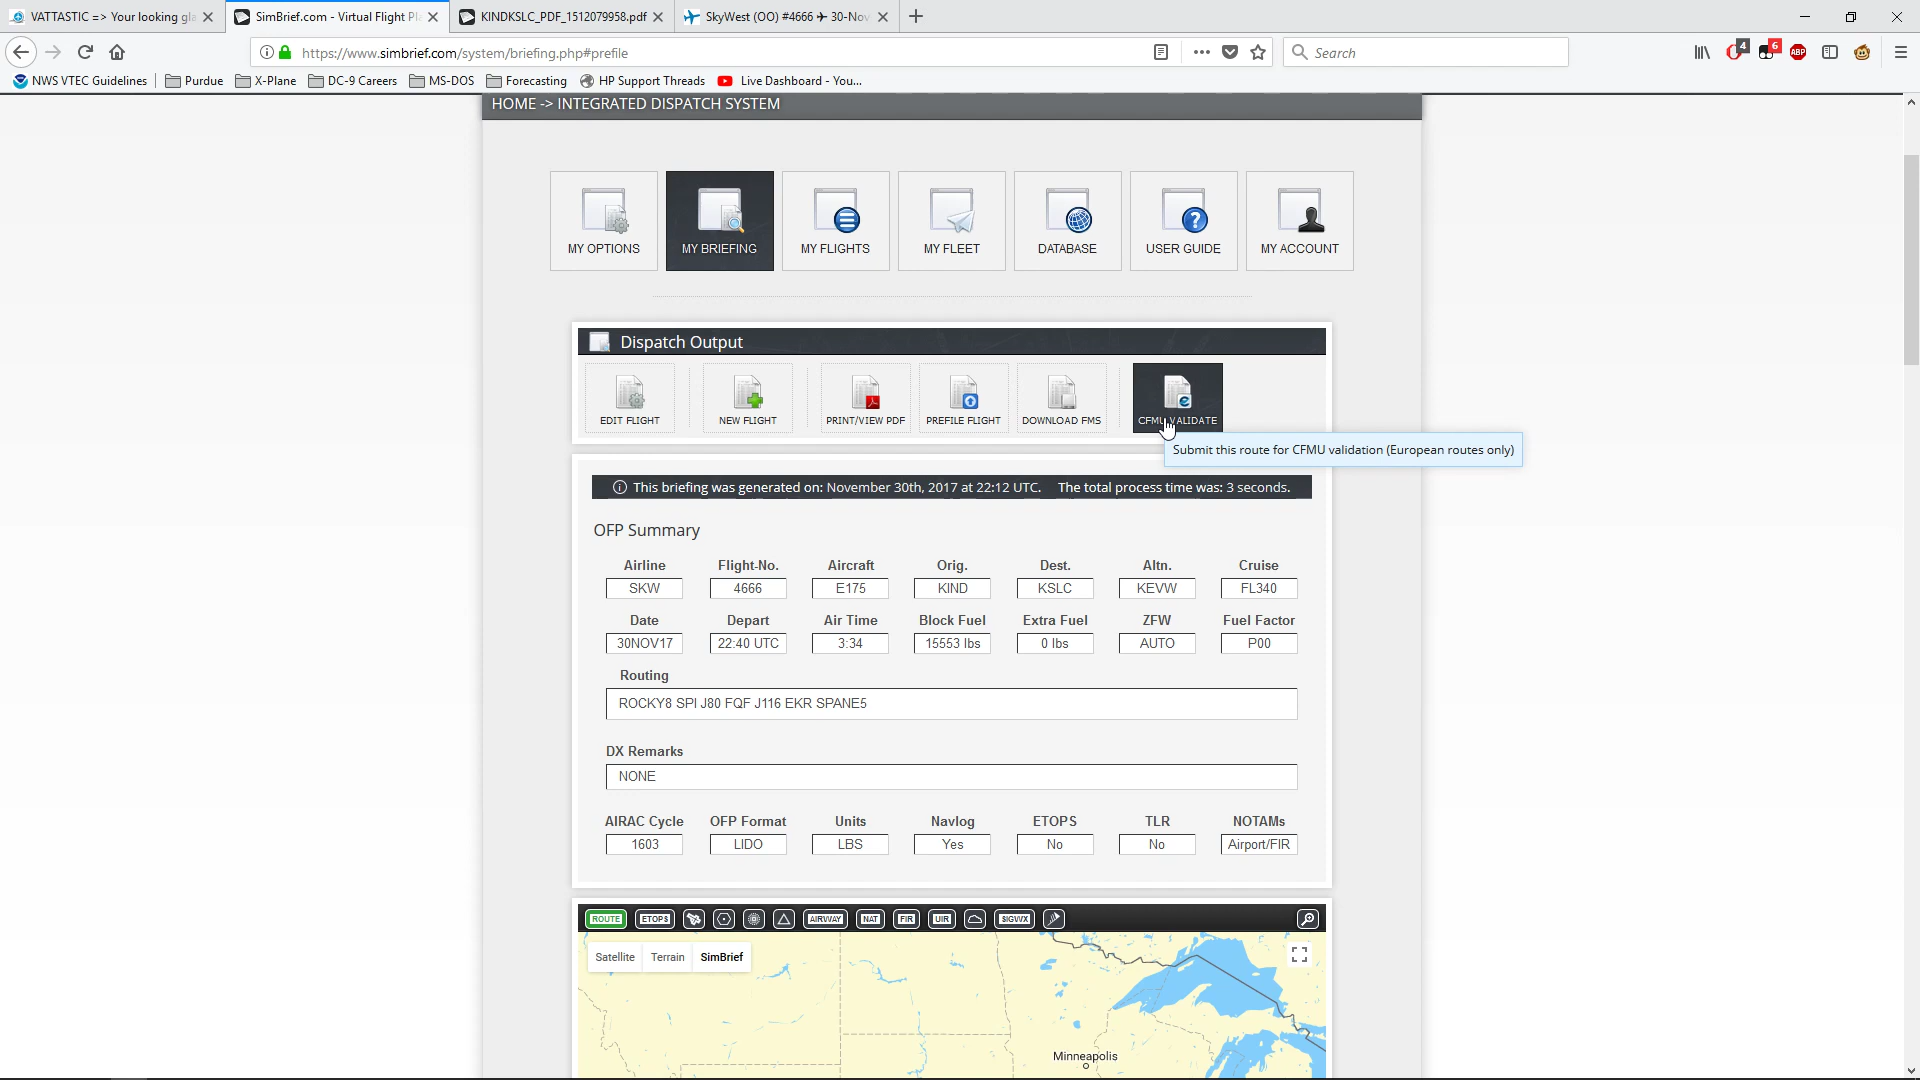 VATTASTIC => Your looking gla
SimBrief.com - Virtual Flight Pla
KINDKSLC_PDF_1512079958.pdf
SkyWest (OO) #4666 ✈ 30-Nov
https://www.simbrief.com/system/briefing.php#prefile
Search
4
6
ABP
NWS VTEC Guidelines
Purdue
X-Plane
DC-9 Careers
MS-DOS
Forecasting
HP Support Threads
Live Dashboard - You...
HOME -> INTEGRATED DISPATCH SYSTEM
MY OPTIONS
MY BRIEFING
MY FLIGHTS
MY FLEET
DATABASE
USER GUIDE
MY ACCOUNT
Dispatch Output
EDIT FLIGHT
NEW FLIGHT
PRINT/VIEW PDF
PREFILE FLIGHT
DOWNLOAD FMS
CFMU VALIDATE
Submit this route for CFMU validation (European routes only)
This briefing was generated on: November 30th, 2017 at 22:12 UTC. The total process time was: 3 seconds.
OFP Summary
Airline Flight-No. Aircraft Orig. Dest. Altn. Cruise
SKW 4666 E175 KIND KSLC KEVW FL340
Date Depart Air Time Block Fuel Extra Fuel ZFW Fuel Factor
30NOV17 22:40 UTC 3:34 15553 lbs 0 lbs AUTO P00
Routing
ROCKY8 SPI J80 FQF J116 EKR SPANE5
DX Remarks
NONE
AIRAC Cycle OFP Format Units Navlog ETOPS TLR NOTAMs
1603 LIDO LBS Yes No No Airport/FIR
ROUTE ETOPS AIRWAY NAT FIR UIR SIGWX
Satellite Terrain SimBrief
Minneapolis